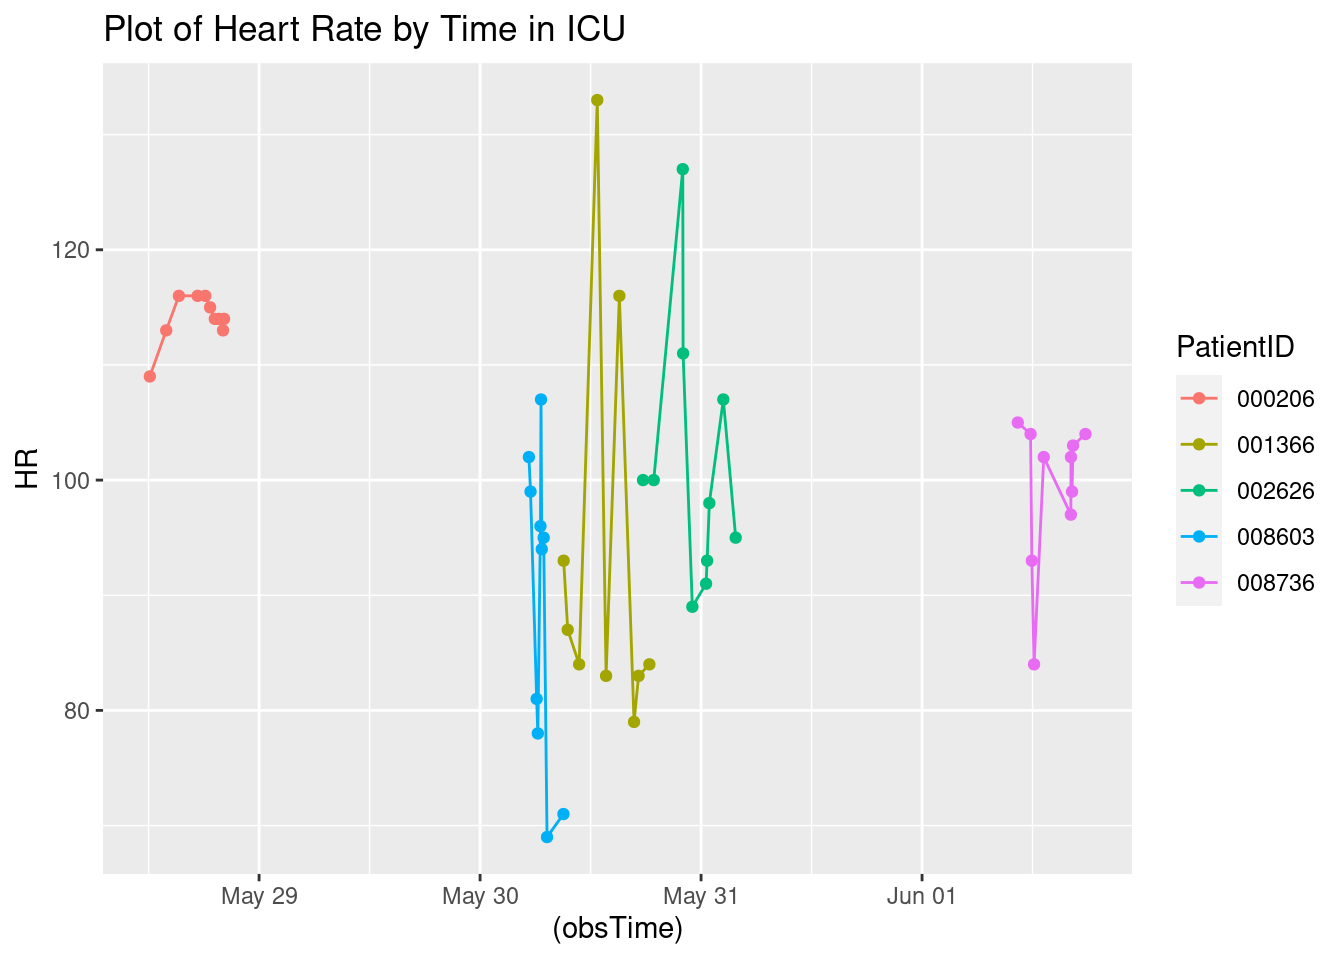 Plot of Heart Rate by Time in ICU
HR
120
100
80
May 29
May 30
May 31
Jun 01
(obsTime)
PatientID
000206
001366
002626
008603
008736